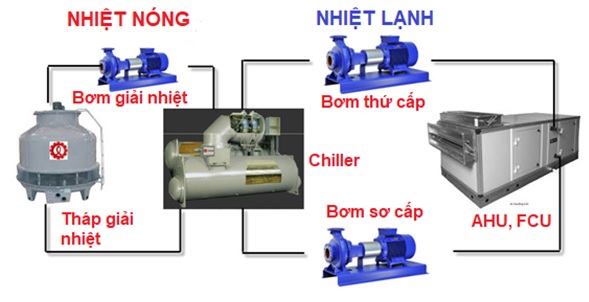 NHIỆT NÓNG
NHIỆT LẠNH
Bơm giải nhiệt
Bơm thứ cấp
Chiller
Tháp giải
nhiệt
Bơm sơ cấp
AHU, FCU